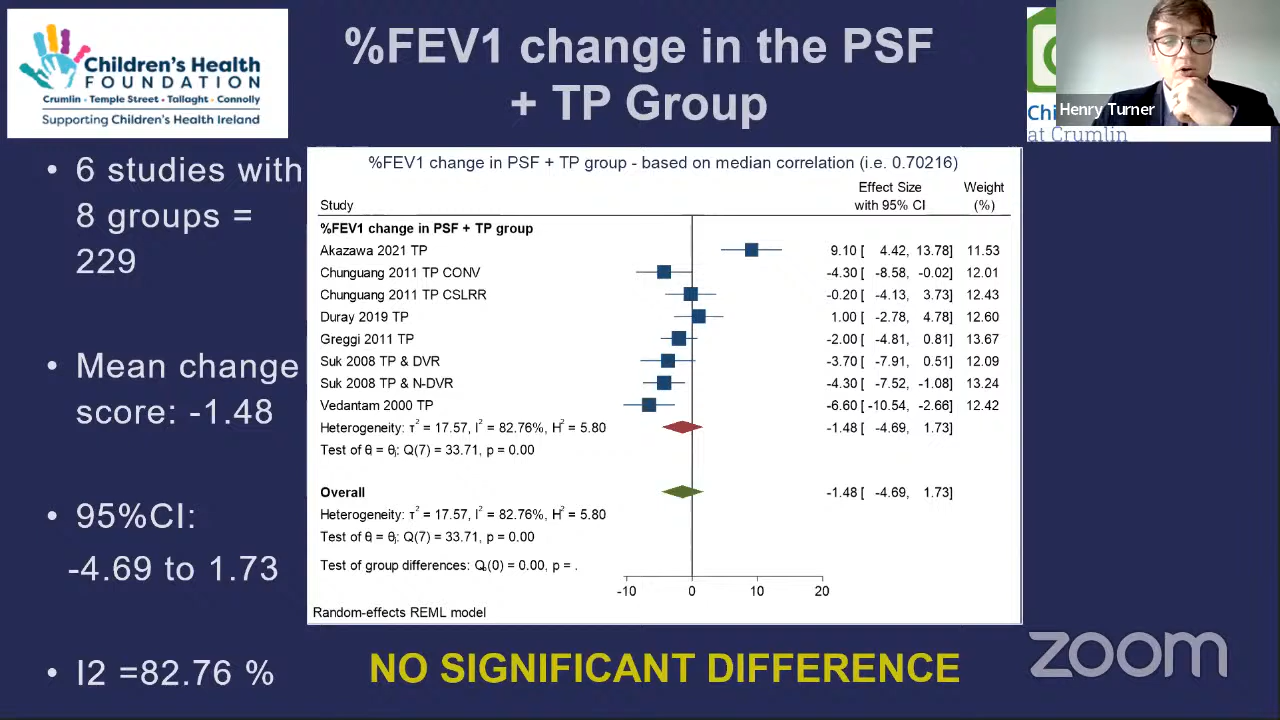 Children's Health
FOUNDATION
Crumlin • Temple Street • Tallaght • Connolly
Supporting Children's Health Ireland
%FEV1 change in the PSF
+ TP Group
Henry Turner
Chi
at Crumlin
• 6 studies with
8 groups =
229
• Mean change
score: -1.48
• 95%CI:
-4.69 to 1.73
• I2 =82.76 %
%FEV1 change in PSF + TP group - based on median correlation (i.e. 0.70216)
Effect Size Weight
Study with 95% CI (%)
%FEV1 change in PSF + TP group
Akazawa 2021 TP 9.10 [ 4.42, 13.78] 11.53
Chunguang 2011 TP CONV -4.30 [ -8.58, -0.02] 12.01
Chunguang 2011 TP CSLRR -0.20 [ -4.13, 3.73] 12.43
Duray 2019 TP 1.00 [ -2.78, 4.78] 12.60
Greggi 2011 TP -2.00 [ -4.81, 0.81] 13.67
Suk 2008 TP & DVR -3.70 [ -7.91, 0.51] 12.09
Suk 2008 TP & N-DVR -4.30 [ -7.52, -1.08] 13.24
Vedantam 2000 TP -6.60 [ -10.54, -2.66] 12.42
Heterogeneity: τ² = 17.57, I² = 82.76%, H² = 5.80 -1.48 [ -4.69, 1.73]
Test of θᵢ = θⱼ: Q(7) = 33.71, p = 0.00
Overall -1.48 [ -4.69, 1.73]
Heterogeneity: τ² = 17.57, I² = 82.76%, H² = 5.80
Test of θᵢ = θⱼ: Q(7) = 33.71, p = 0.00
Test of group differences: Q_b(0) = 0.00, p = .
-10 0 10 20
Random-effects REML model
NO SIGNIFICANT DIFFERENCE
zoom